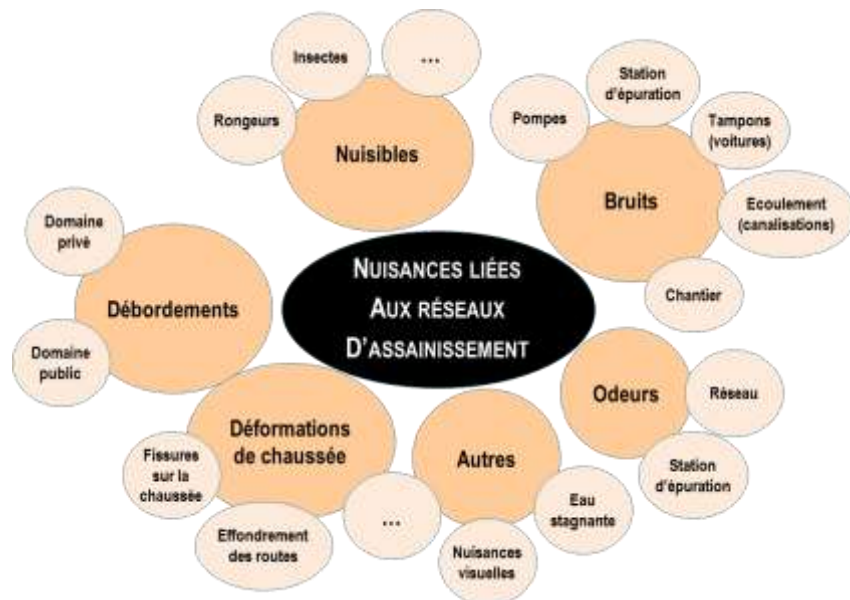 NUISANCES LIÉES
AUX RÉSEAUX
D'ASSAINISSEMENT
Nuisibles
Rongeurs
Insectes
...
Bruits
Pompes
Station
d'épuration
Tampons
(voitures)
Ecoulement
(canalisations)
Chantier
Odeurs
Réseau
Station
d'épuration
Autres
Eau
stagnante
Nuisances
visuelles
Déformations
de chaussée
...
Effondrement
des routes
Fissures
sur la
chaussée
Débordements
Domaine
public
Domaine
privé